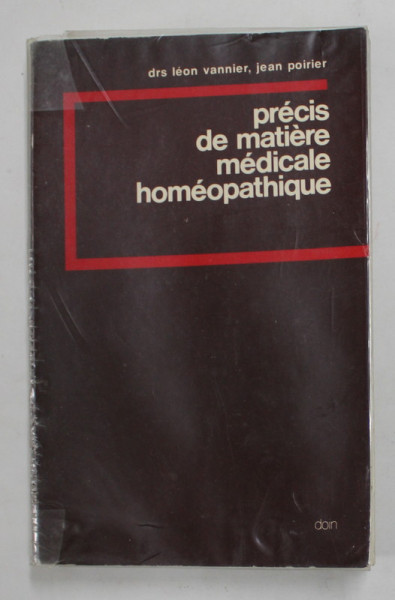 drs léon vannier, jean poirier
précis
de matière
médicale
homéopathique
doin